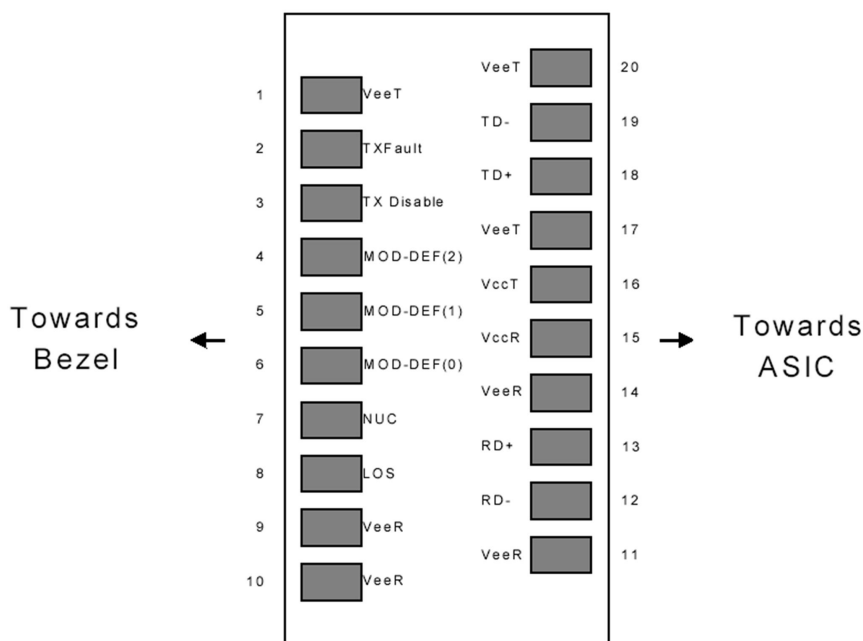 VeeT 20
1 VeeT
TD- 19
2 TXFault
TD+ 18
3 TX Disable
VeeT 17
4 MOD-DEF(2)
VccT 16
5 MOD-DEF(1)
Towards
Bezel
VccR 15
Towards
ASIC
6 MOD-DEF(0)
VeeR 14
7 NUC
RD+ 13
8 LOS
RD- 12
9 VeeR
VeeR 11
10 VeeR